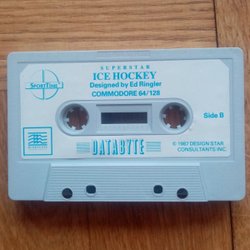 SUPERSTAR
ICE HOCKEY
Designed by Ed Ringler
COMMODORE 64/128
SPORTTIME
Side B
DATABYTE
© 1987 DESIGN STAR
CONSULTANTS INC.